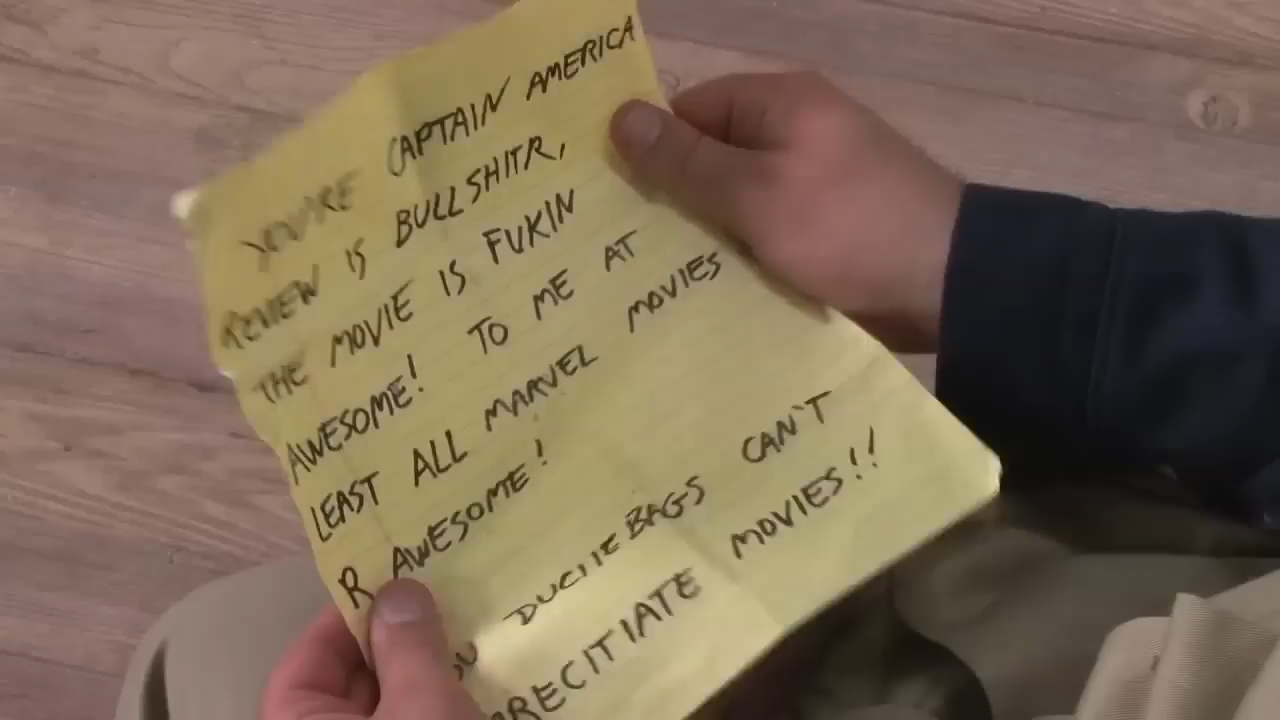 YOU'RE CAPTAIN AMERICA
REVIEW IS BULLSHITR,
THE MOVIE IS FUKIN
AWESOME! TO ME AT
LEAST ALL MARVEL MOVIES
R AWESOME!
DUCHEBAGS CAN'T
RECITIATE MOVIES!!